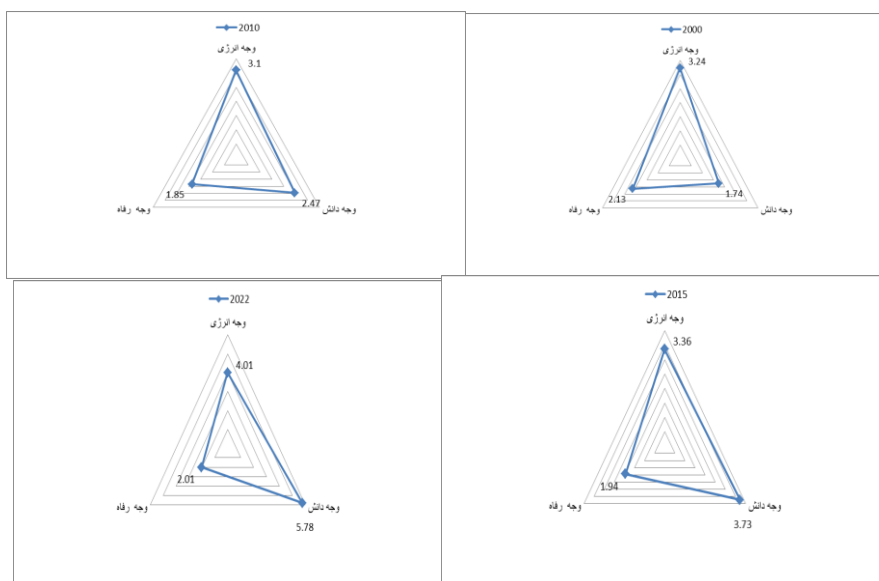 2010
وجه انرژی
3.1
1.85
2.47
وجه رفاه
وجه دانش
2000
وجه انرژی
3.24
2.13
1.74
وجه رفاه
وجه دانش
2022
وجه انرژی
4.01
2.01
وجه رفاه
وجه دانش
5.78
2015
وجه انرژی
3.36
1.94
وجه رفاه
وجه دانش
3.73